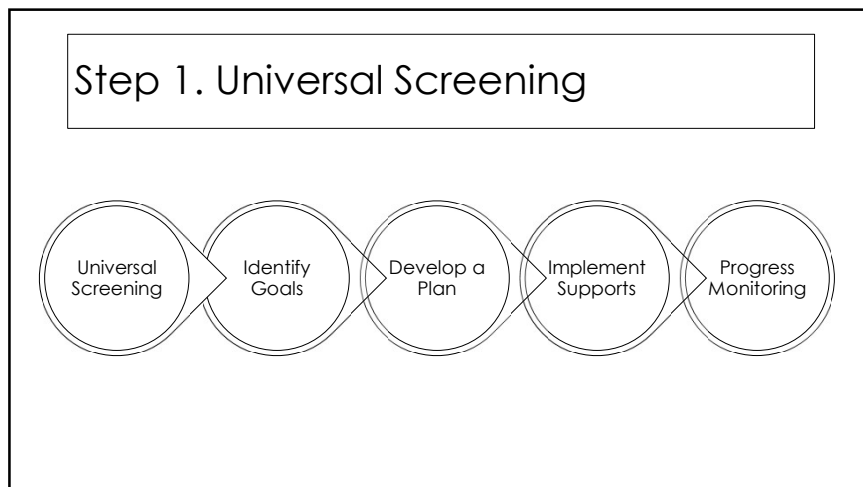 Step 1. Universal Screening
Universal
Screening
Identify
Goals
Develop a
Plan
Implement
Supports
Progress
Monitoring